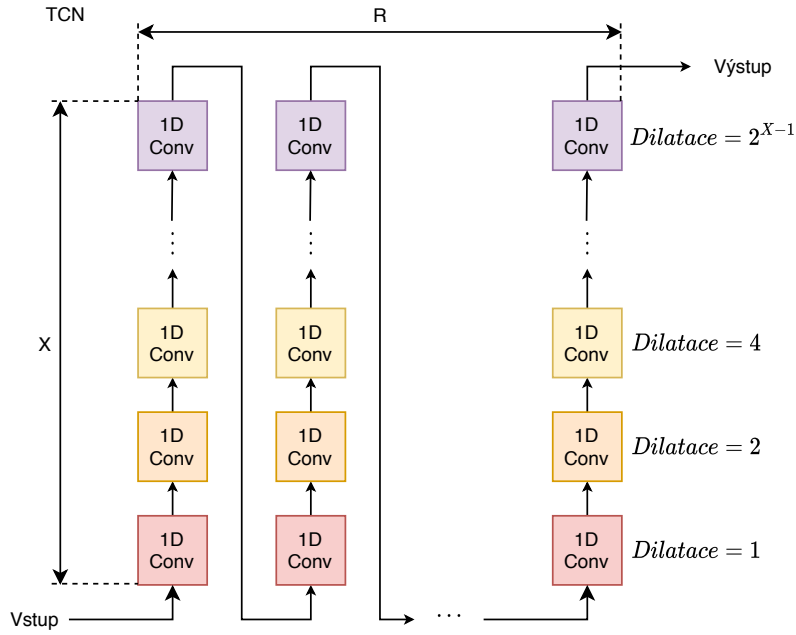 TCN
R
Výstup
1D
Conv
1D
Conv
1D
Conv
Dilatace = 2^{X-1}
⋮
⋮
⋮
X
1D
Conv
1D
Conv
1D
Conv
Dilatace = 4
1D
Conv
1D
Conv
1D
Conv
Dilatace = 2
1D
Conv
1D
Conv
1D
Conv
Dilatace = 1
Vstup
...